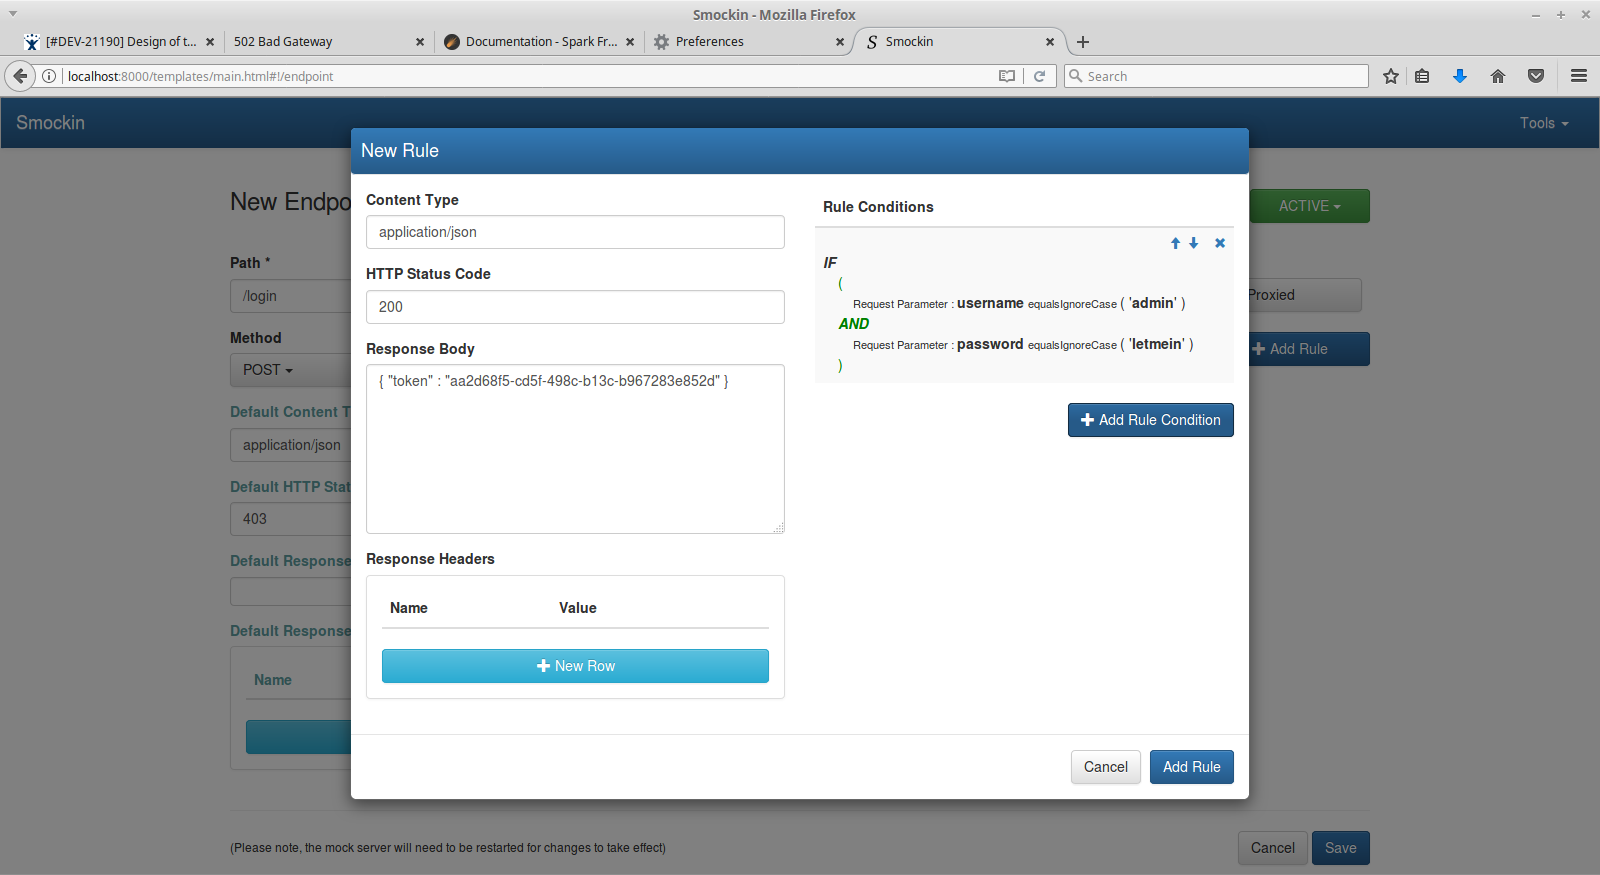 Smockin - Mozilla Firefox
[#DEV-21190] Design of t...
502 Bad Gateway
Documentation - Spark Fr...
Preferences
Smockin
localhost:8000/templates/main.html#!/endpoint
Search
Smockin
Tools
New Rule
New Endpo
ACTIVE
Content Type
application/json
HTTP Status Code
200
Response Body
{ "token" : "aa2d68f5-cd5f-498c-b13c-b967283e852d" }
Response Headers
Name Value
New Row
Rule Conditions
IF
(
Request Parameter : username equalsIgnoreCase ( 'admin' )
AND
Request Parameter : password equalsIgnoreCase ( 'letmein' )
)
Add Rule Condition
Cancel
Add Rule
Path *
/login
Method
POST
Default Content T
application/json
Default HTTP Stat
403
Default Response
Default Response
Name
Proxied
Add Rule
(Please note, the mock server will need to be restarted for changes to take effect)
Cancel
Save